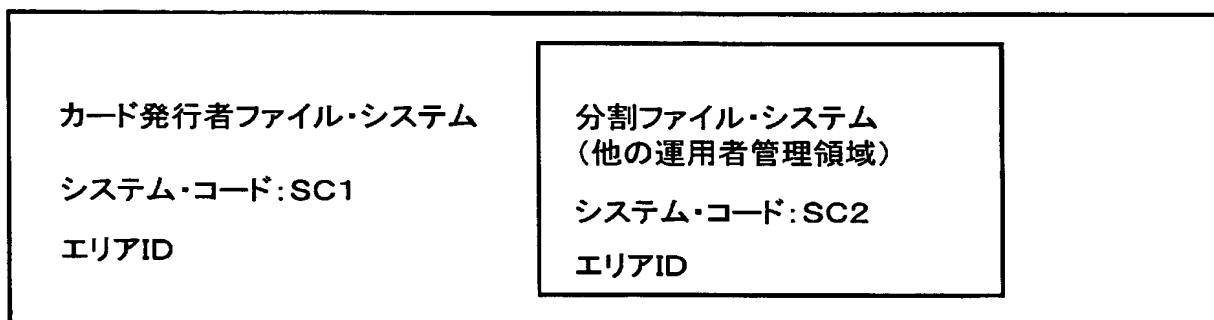 カード発行者ファイル・システム
システム・コード:SC1
エリアID
分割ファイル・システム
(他の運用者管理領域)
システム・コード:SC2
エリアID